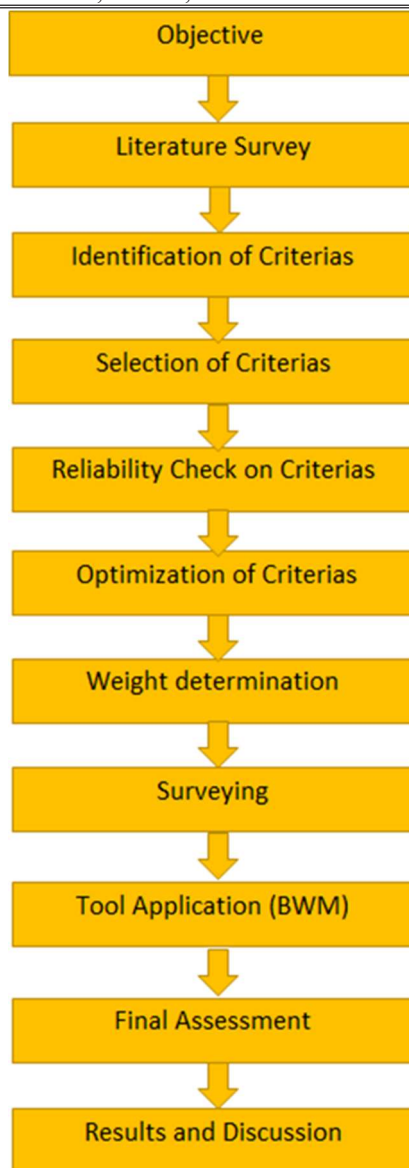 Objective
Literature Survey
Identification of Criterias
Selection of Criterias
Reliability Check on Criterias
Optimization of Criterias
Weight determination
Surveying
Tool Application (BWM)
Final Assessment
Results and Discussion